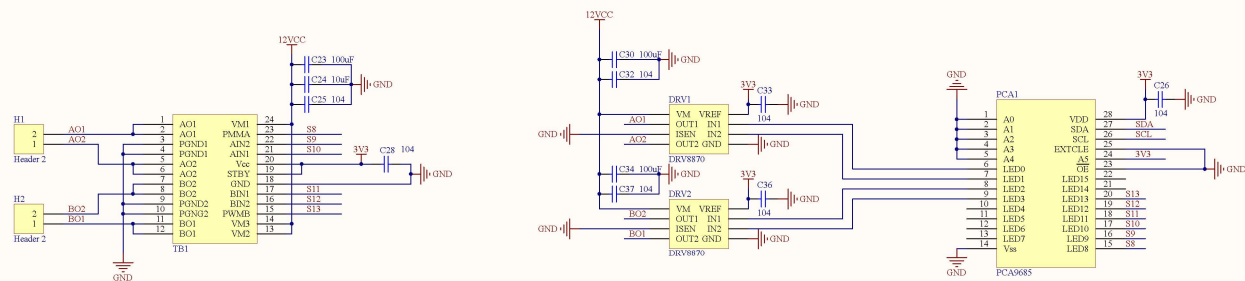 12VCC
C23 100uF
C24 10uF
C25 104
GND
H1
2
1
Header 2
AO1
AO2
H2
2
1
Header 2
BO2
BO1
1 AO1 VM1 24
2 AO1 PMMA 23 S8
3 PGND1 AIN2 22 S9
4 PGND1 AIN1 21 S10
5 AO2 Vcc 20
6 AO2 STBY 19
7 BO2 GND 18
8 BO2 BIN1 17 S11
9 PGND2 BIN2 16 S12
10 PGNG2 PWMB 15 S13
11 BO1 VM3 14
12 BO1 VM2 13
TB1
GND
3V3
C28 104
GND
12VCC
C30 100uF
C32 104
GND
DRV1
VM VREF
AO1 OUT1 IN1
GND ISEN IN2
AO2 OUT2 GND
DRV8870
3V3
C33
104
GND
GND
C34 100uF
C37 104
GND
DRV2
VM VREF
BO2 OUT1 IN1
GND ISEN IN2
BO1 OUT2 GND
DRV8870
3V3
C36
104
GND
GND
GND
PCA1
3V3
C26
104
GND
1 A0 VDD 28
2 A1 SDA 27 SDA
3 A2 SCL 26 SCL
4 A3 EXTCLE 25
5 A4 A5 24 3V3
6 LED0 OE 23
7 LED1 LED15 22
8 LED2 LED14 21
9 LED3 LED13 20 S13
10 LED4 LED12 19 S12
11 LED5 LED11 18 S11
12 LED6 LED10 17 S10
13 LED7 LED9 16 S9
14 Vss LED8 15 S8
GND
GND
PCA9685